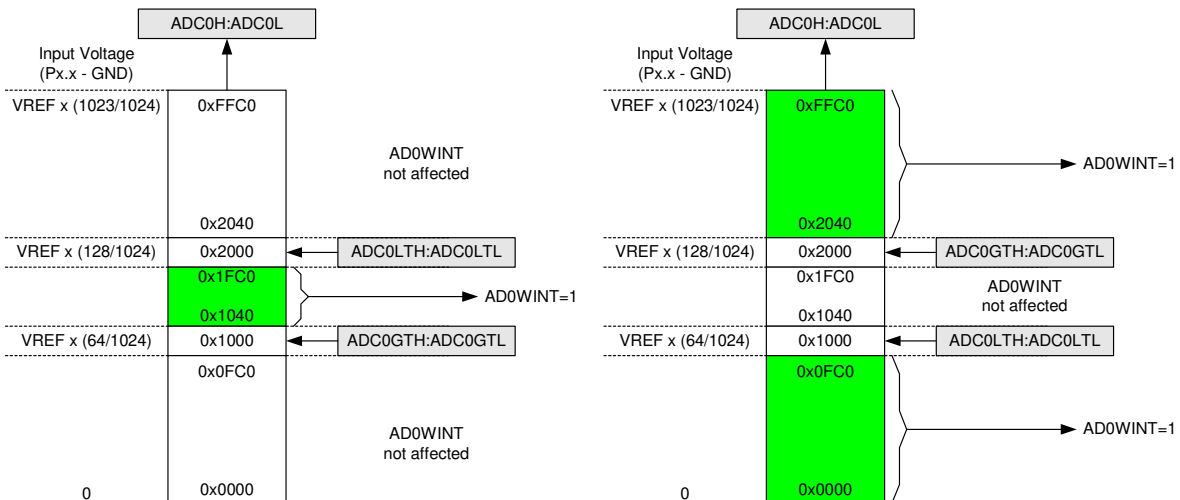 ADC0H:ADC0L
Input Voltage
(Px.x - GND)
VREF x (1023/1024)
0xFFC0
AD0WINT
not affected
0x2040
VREF x (128/1024)
0x2000
ADC0LTH:ADC0LTL
0x1FC0
AD0WINT=1
0x1040
VREF x (64/1024)
0x1000
ADC0GTH:ADC0GTL
0x0FC0
AD0WINT
not affected
0
0x0000
ADC0H:ADC0L
Input Voltage
(Px.x - GND)
VREF x (1023/1024)
0xFFC0
AD0WINT=1
0x2040
VREF x (128/1024)
0x2000
ADC0GTH:ADC0GTL
0x1FC0
AD0WINT
not affected
0x1040
VREF x (64/1024)
0x1000
ADC0LTH:ADC0LTL
0x0FC0
AD0WINT=1
0
0x0000